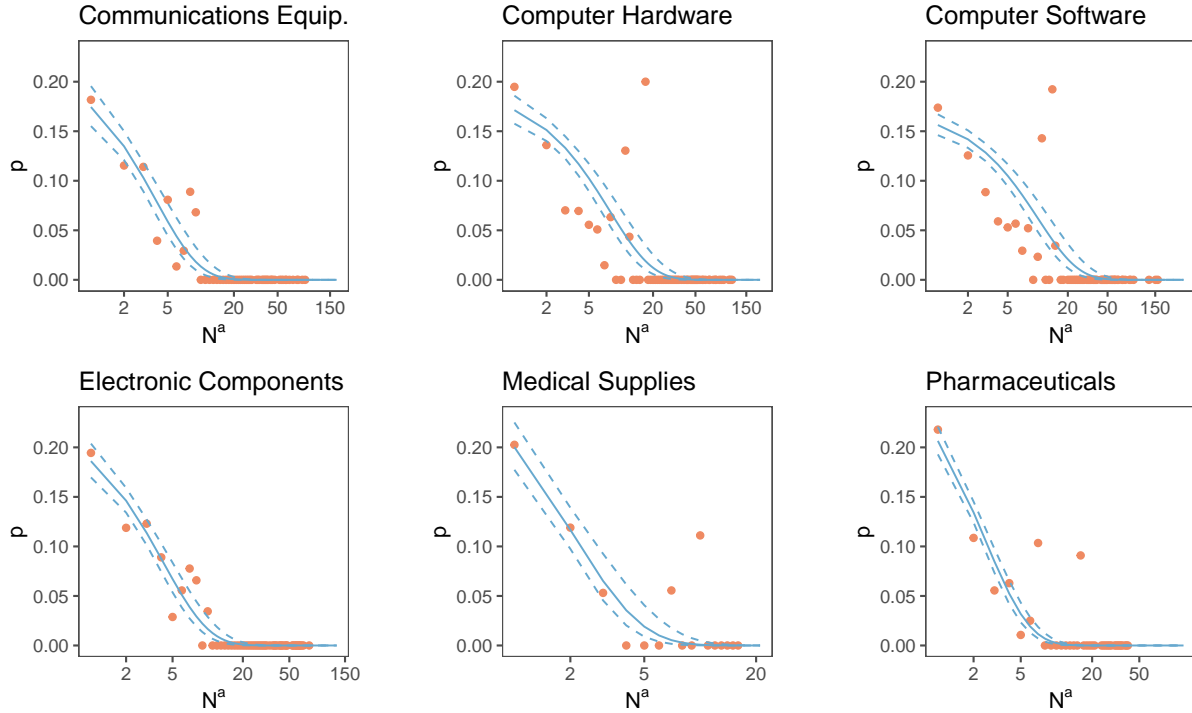 Communications Equip.
Computer Hardware
Computer Software
p
0.20
0.15
0.10
0.05
0.00
2 5 20 50 150
N^a
p
0.20
0.15
0.10
0.05
0.00
2 5 20 50 150
N^a
p
0.20
0.15
0.10
0.05
0.00
2 5 20 50 150
N^a
Electronic Components
Medical Supplies
Pharmaceuticals
p
0.20
0.15
0.10
0.05
0.00
2 5 20 50 150
N^a
p
0.20
0.15
0.10
0.05
0.00
2 5 20
N^a
p
0.20
0.15
0.10
0.05
0.00
2 5 20 50
N^a